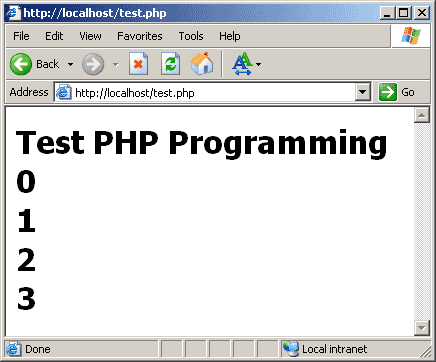 http://localhost/test.php
File Edit View Favorites Tools Help
Back
Address http://localhost/test.php Go
Test PHP Programming
0
1
2
3
Done Local intranet